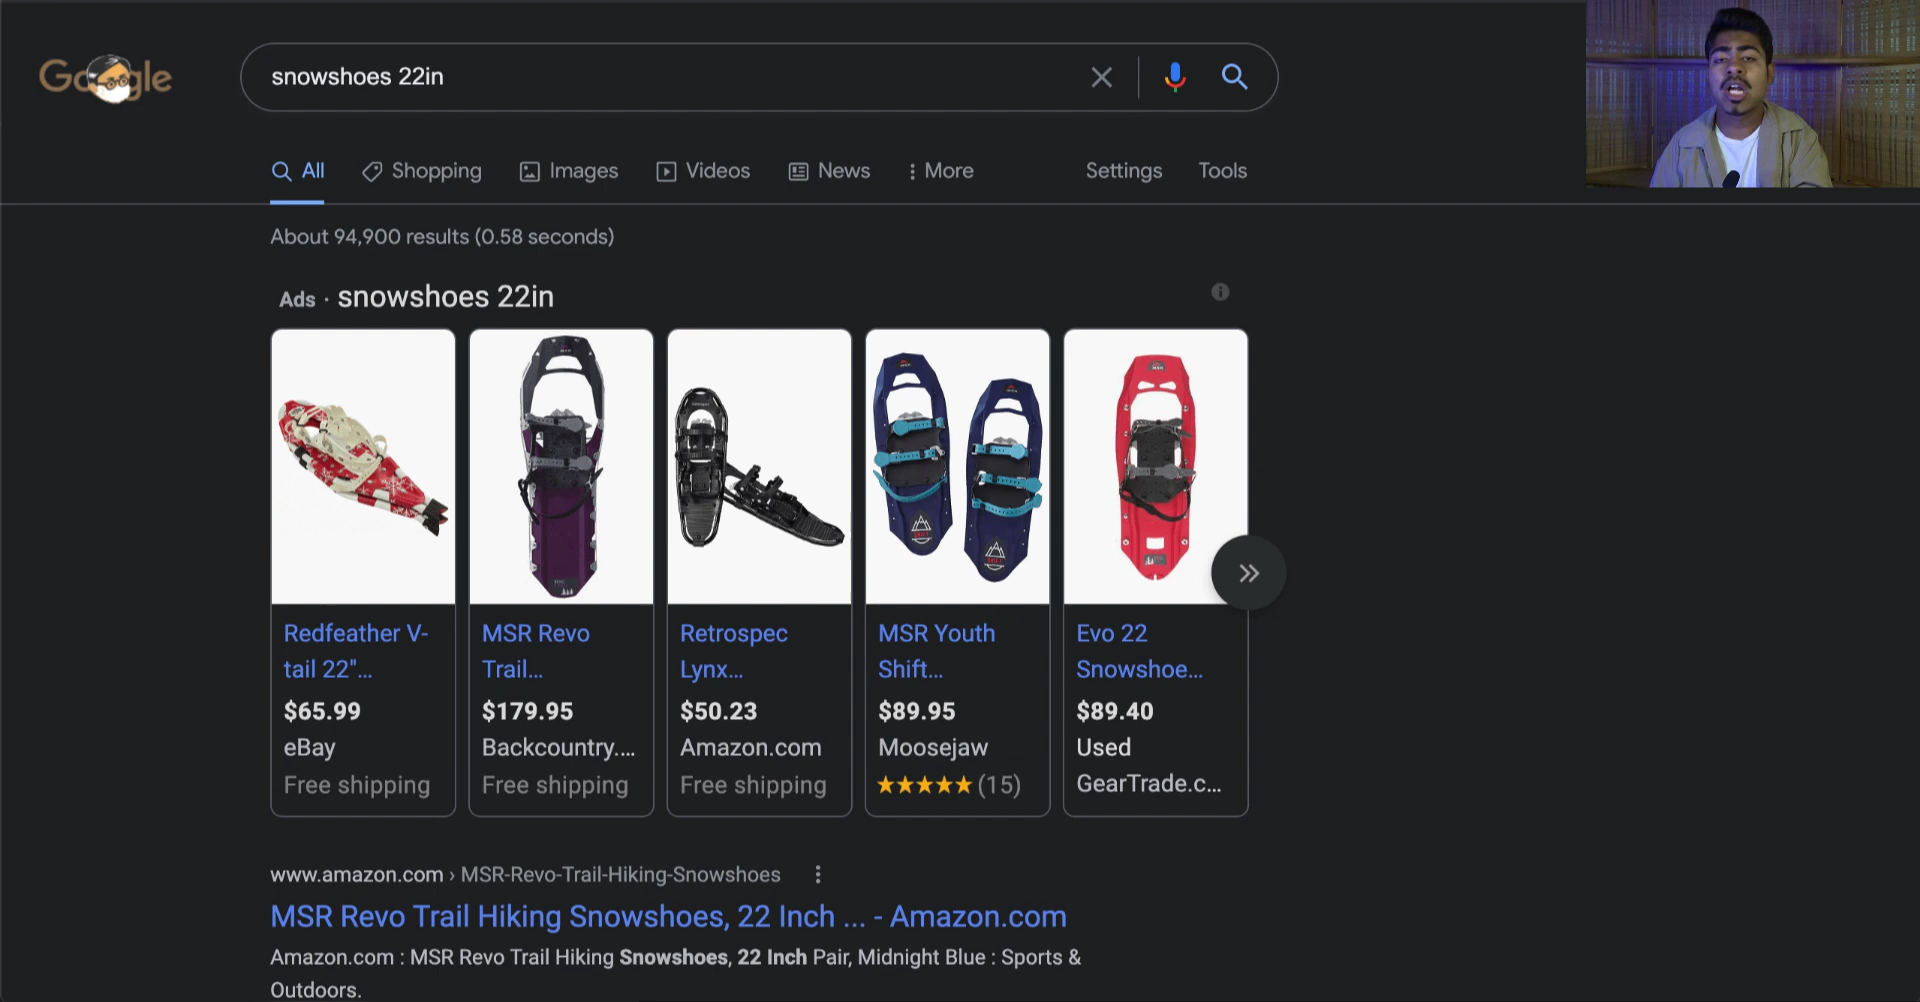 Google
snowshoes 22in
All Shopping Images Videos News More Settings Tools
About 94,900 results (0.58 seconds)
Ads · snowshoes 22in
Redfeather V-
tail 22"...
$65.99
eBay
Free shipping
MSR Revo
Trail...
$179.95
Backcountry....
Free shipping
Retrospec
Lynx...
$50.23
Amazon.com
Free shipping
MSR Youth
Shift...
$89.95
Moosejaw
★★★★★ (15)
Evo 22
Snowshoe...
$89.40
Used
GearTrade.c...
www.amazon.com › MSR-Revo-Trail-Hiking-Snowshoes
MSR Revo Trail Hiking Snowshoes, 22 Inch ... - Amazon.com
Amazon.com : MSR Revo Trail Hiking Snowshoes, 22 Inch Pair, Midnight Blue : Sports &
Outdoors.